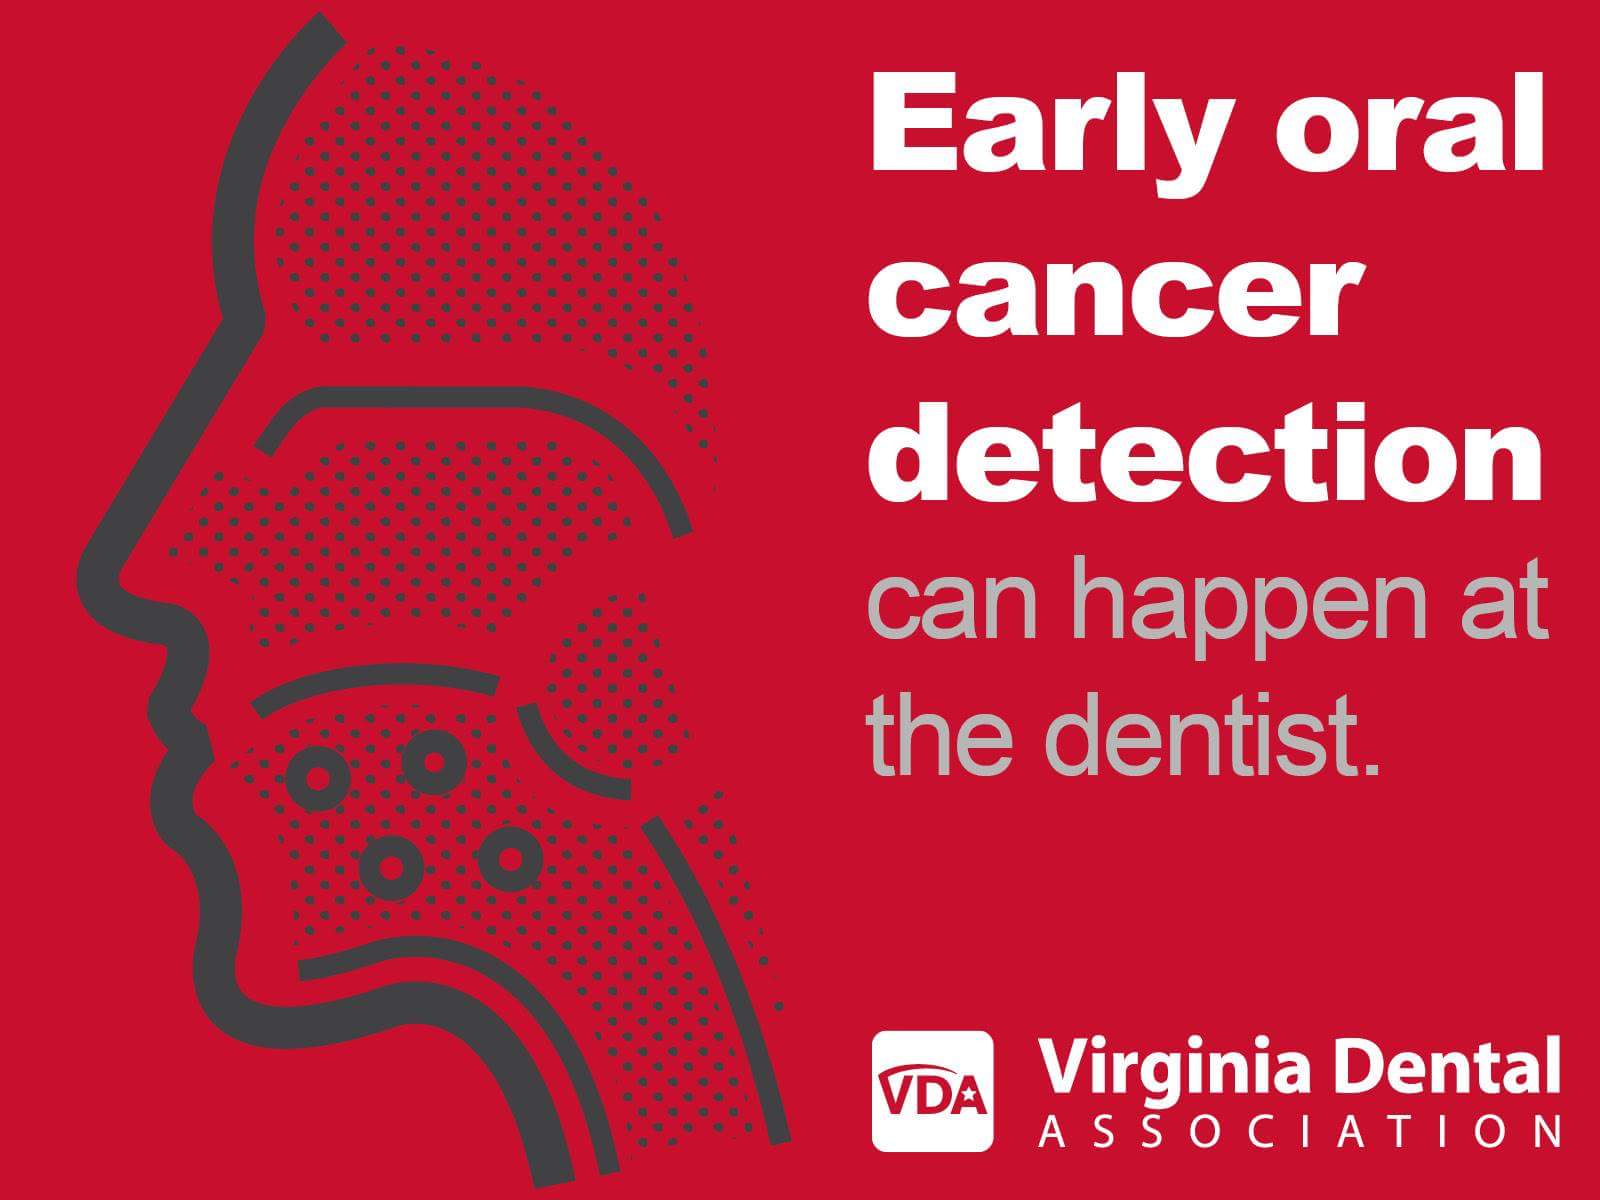 Early oral
cancer
detection
can happen at
the dentist.
VDA
Virginia Dental
ASSOCIATION